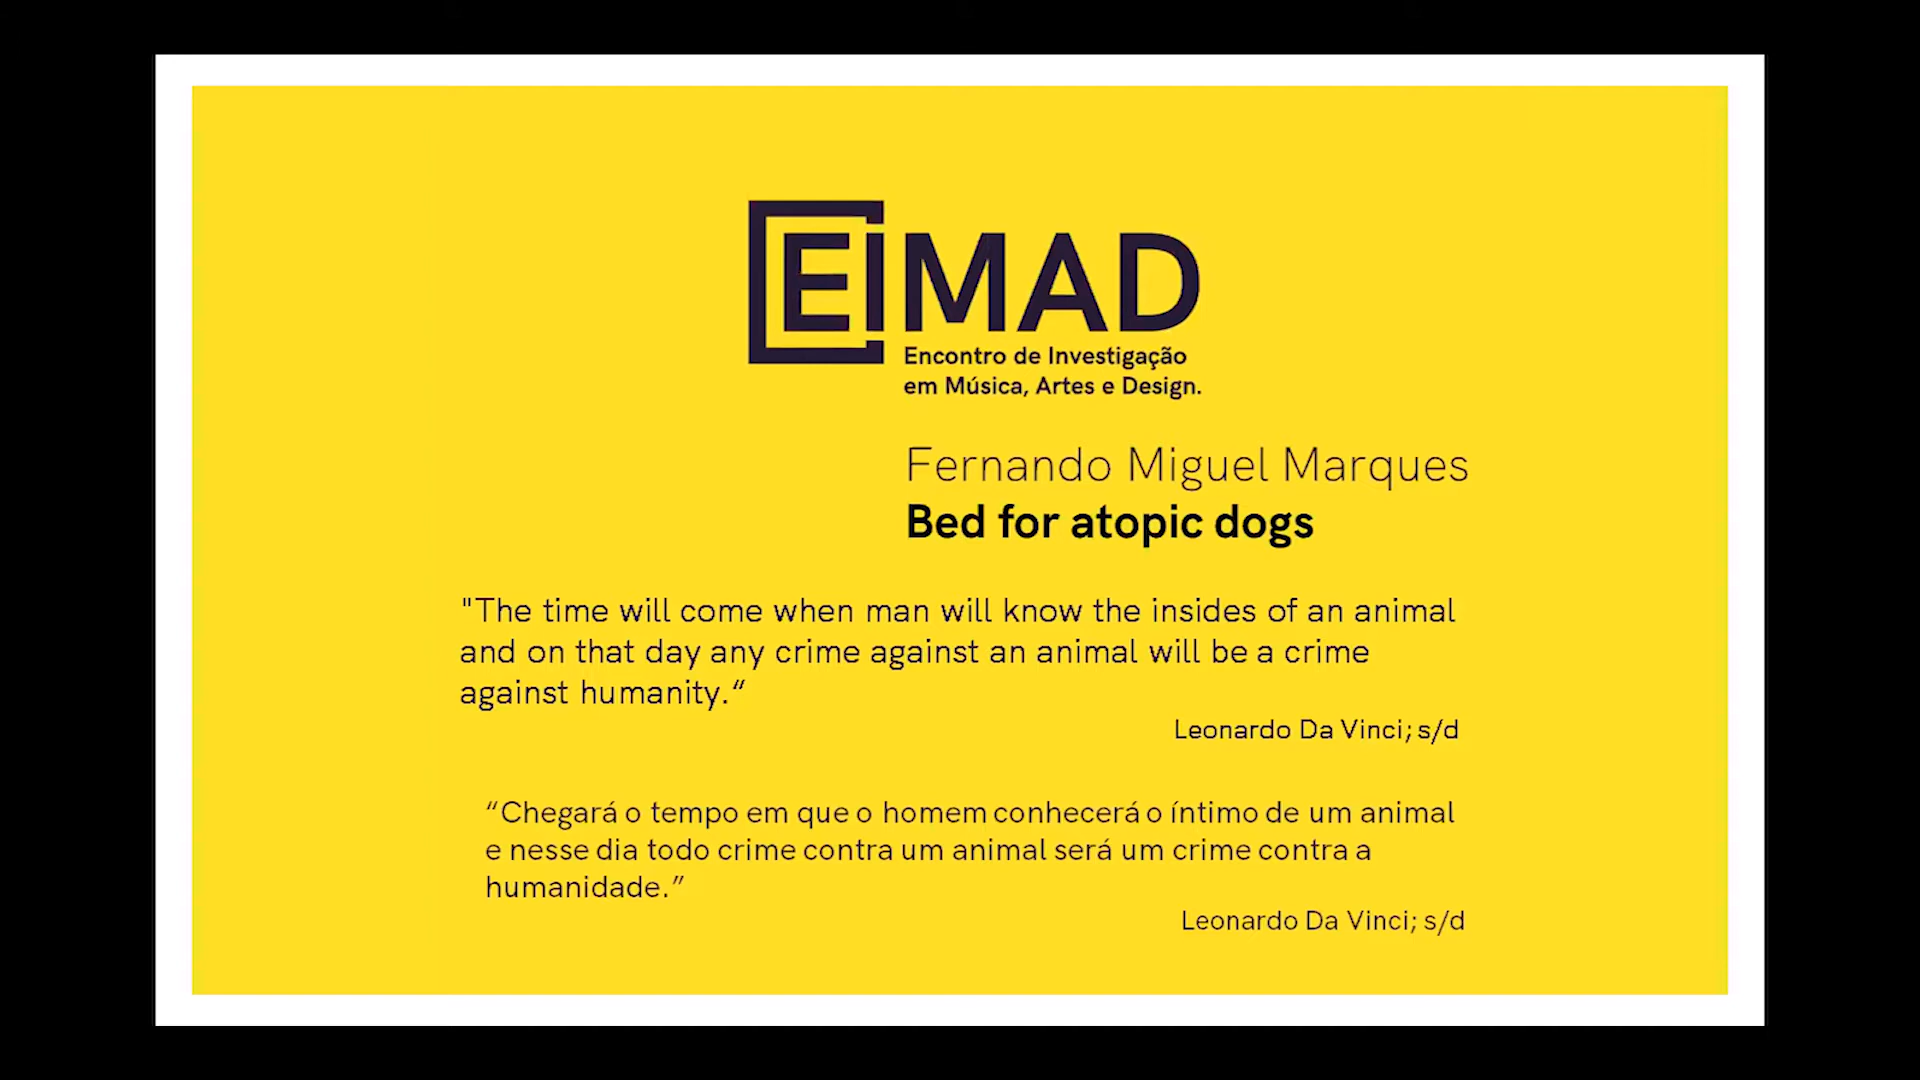 EIMAD
Encontro de Investigação
em Música, Artes e Design.
Fernando Miguel Marques
Bed for atopic dogs
"The time will come when man will know the insides of an animal
and on that day any crime against an animal will be a crime
against humanity.“
Leonardo Da Vinci; s/d
“Chegará o tempo em que o homem conhecerá o íntimo de um animal
e nesse dia todo crime contra um animal será um crime contra a
humanidade.”
Leonardo Da Vinci; s/d